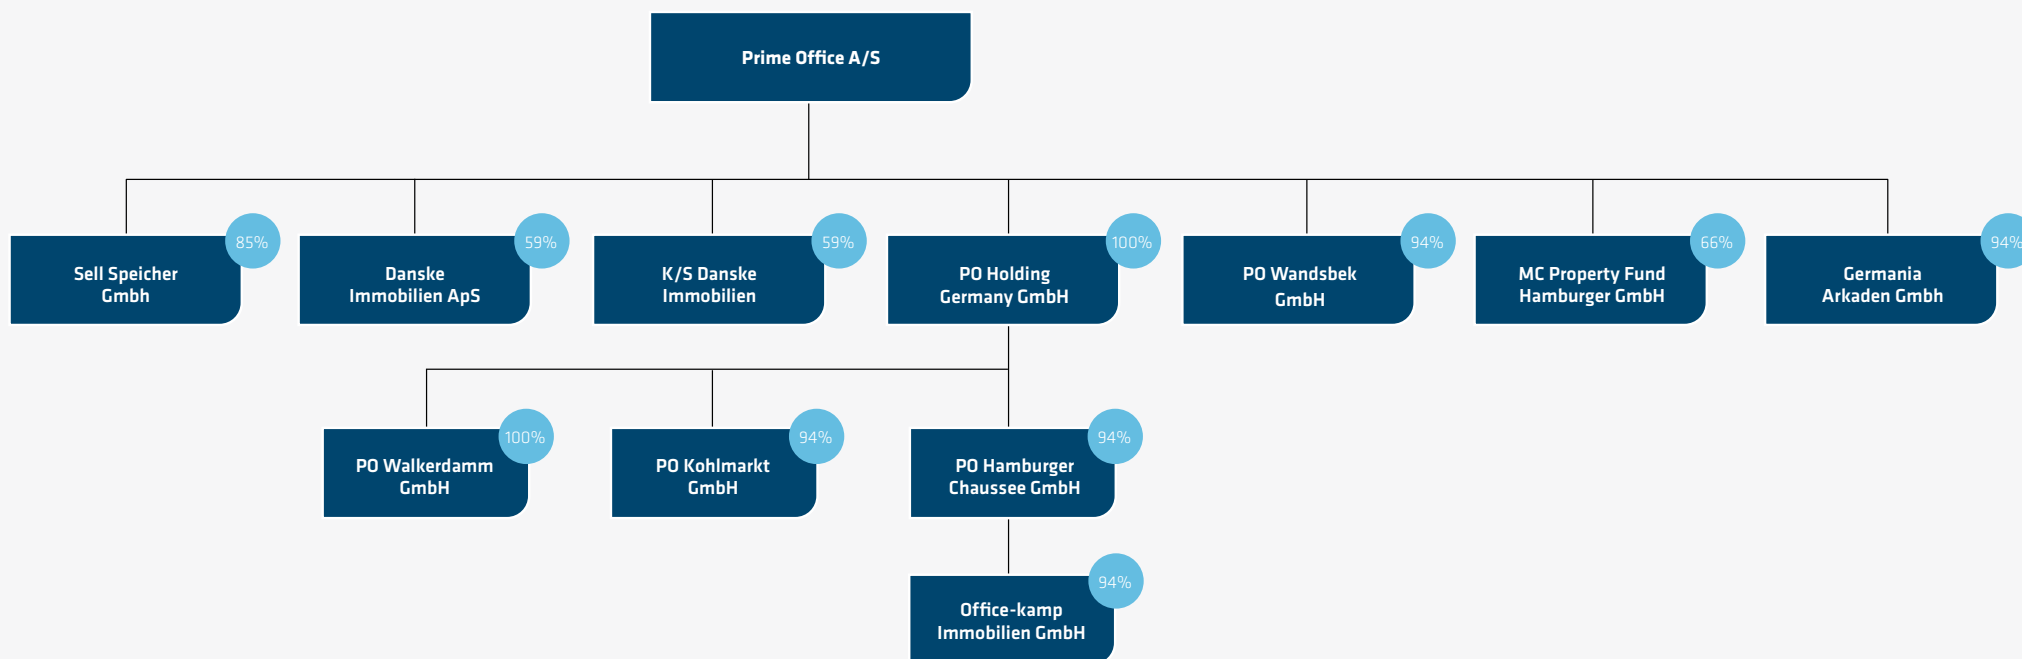 Prime Office A/S
85%
Sell Speicher
Gmbh
59%
Danske
Immobilien ApS
59%
K/S Danske
Immobilien
100%
PO Holding
Germany GmbH
94%
PO Wandsbek
GmbH
66%
MC Property Fund
Hamburger GmbH
94%
Germania
Arkaden Gmbh
100%
PO Walkerdamm
GmbH
94%
PO Kohlmarkt
GmbH
94%
PO Hamburger
Chaussee GmbH
94%
Office-kamp
Immobilien GmbH